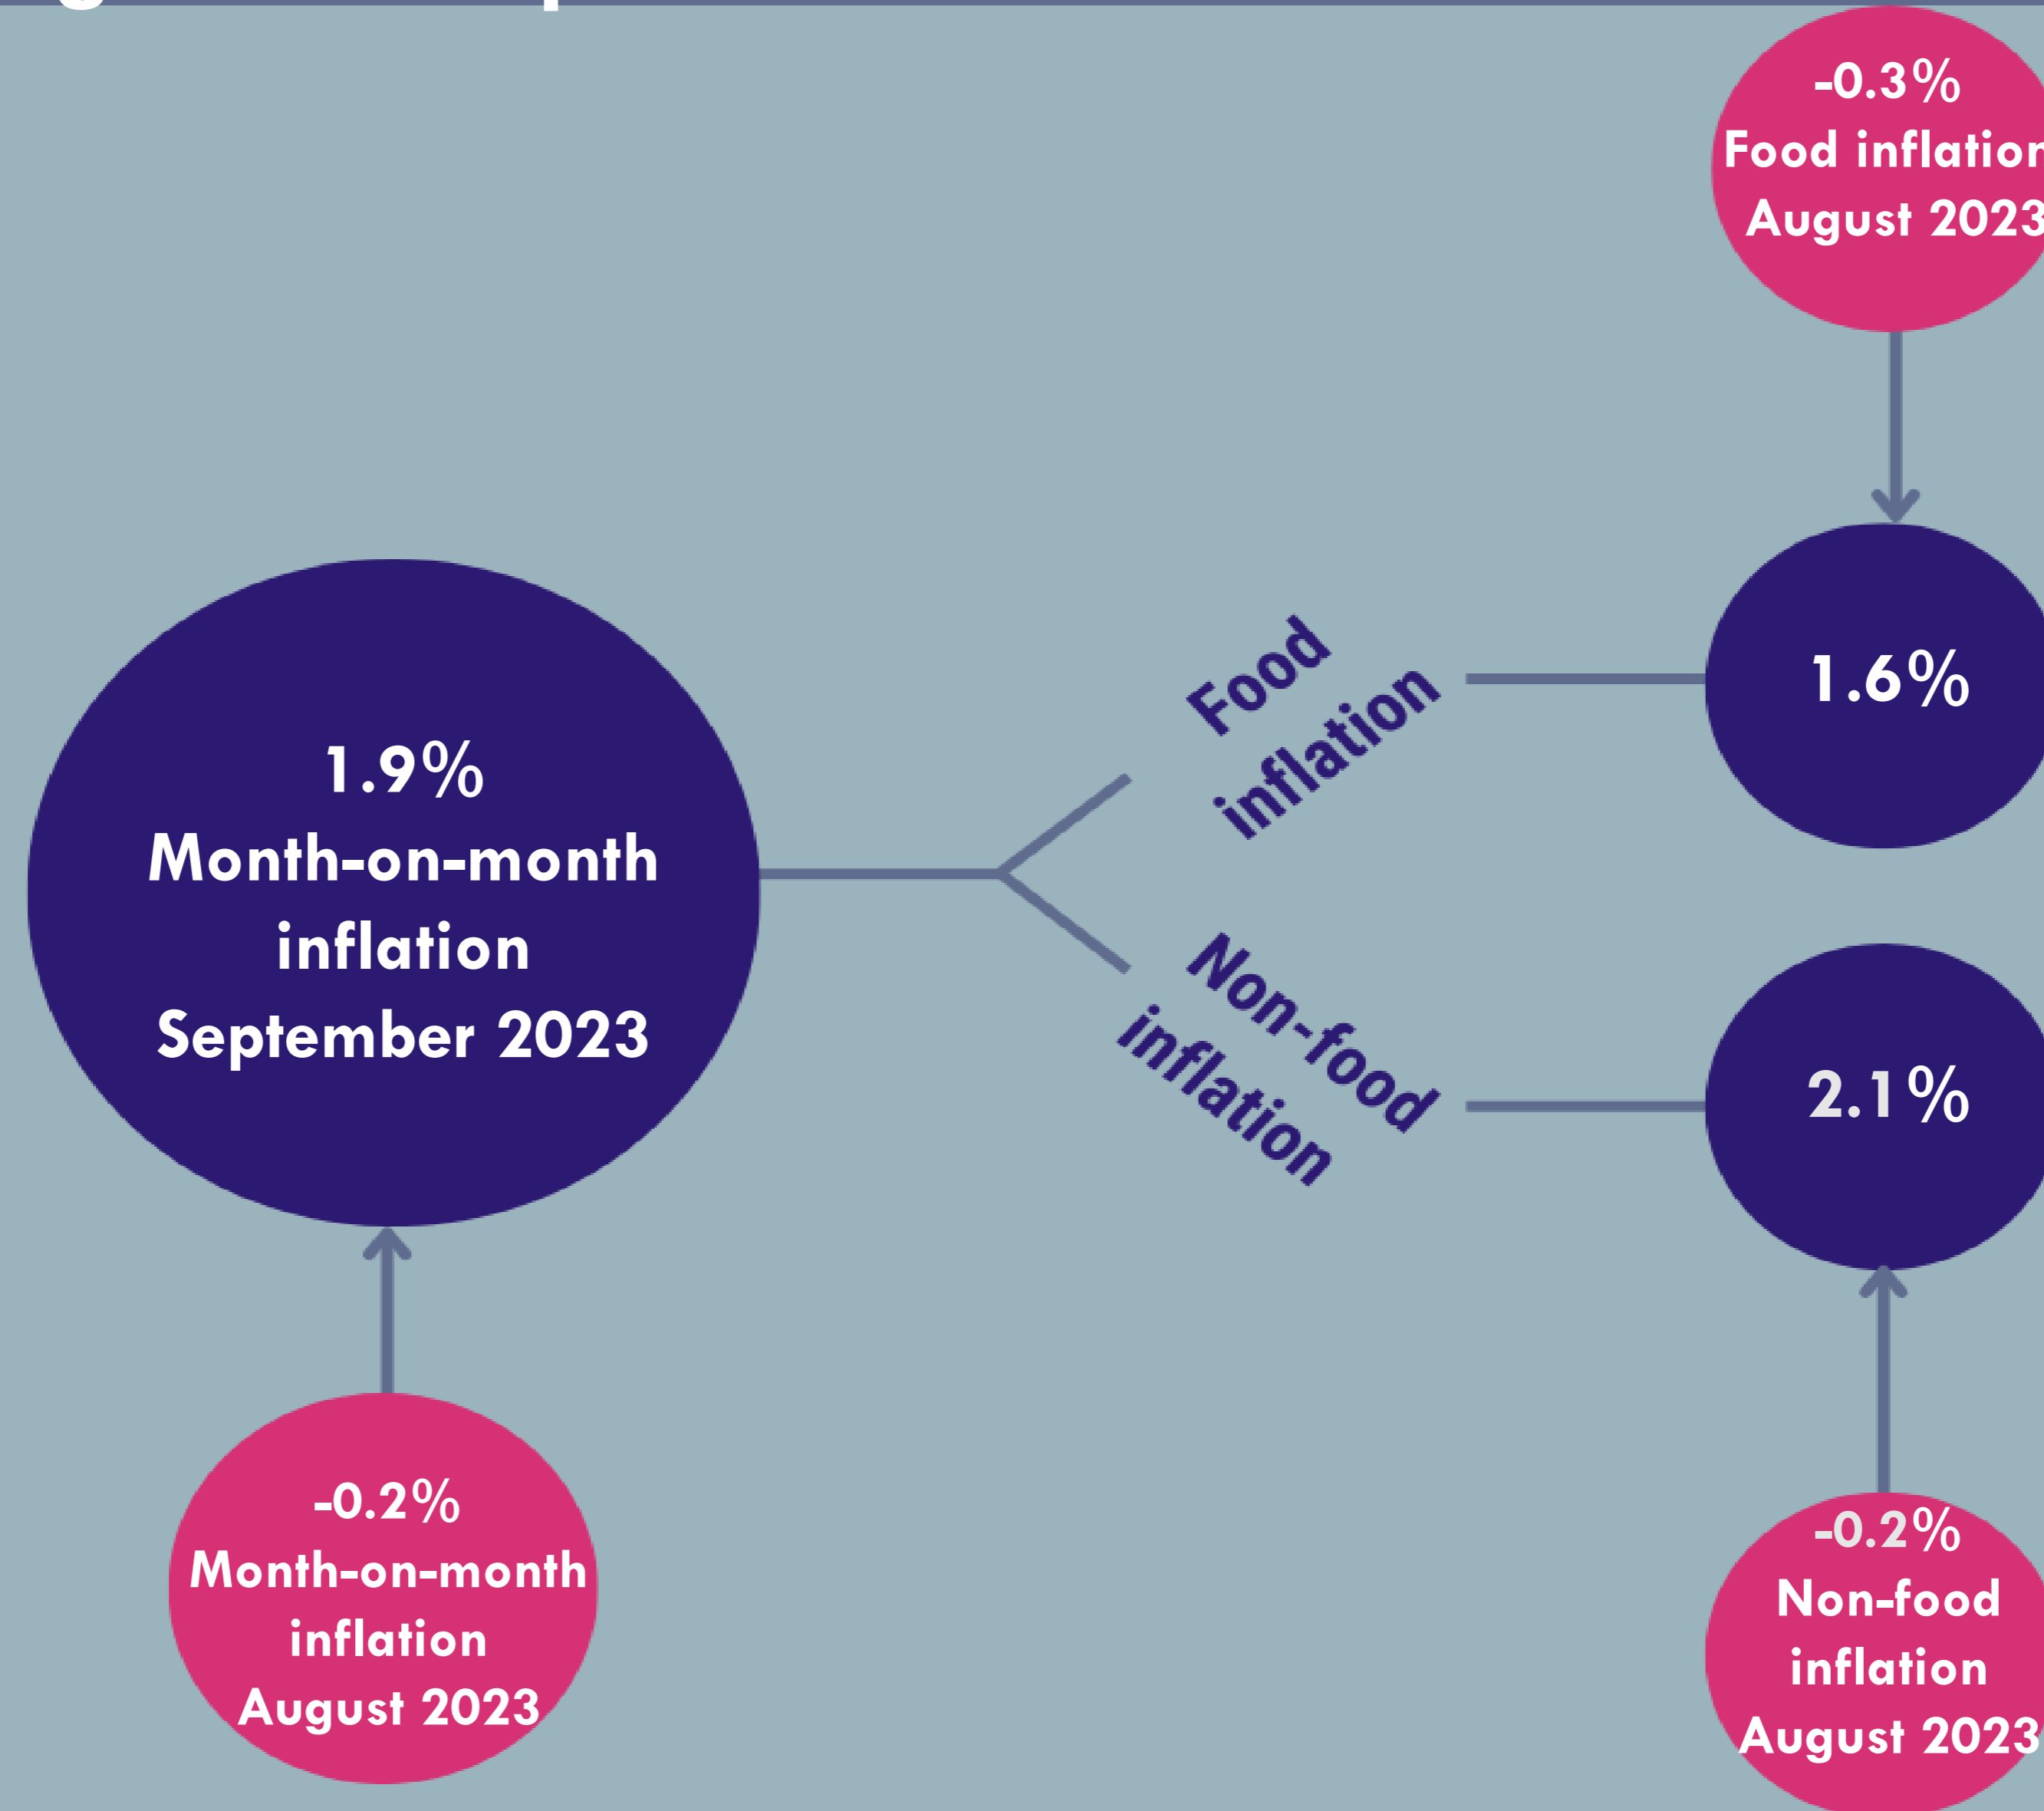 -0.3%
Food inflation
August 2023
1.6%
Food
inflation
1.9%
Month-on-month
inflation
September 2023
Non-food
inflation
2.1%
-0.2%
Month-on-month
inflation
August 2023
-0.2%
Non-food
inflation
August 2023